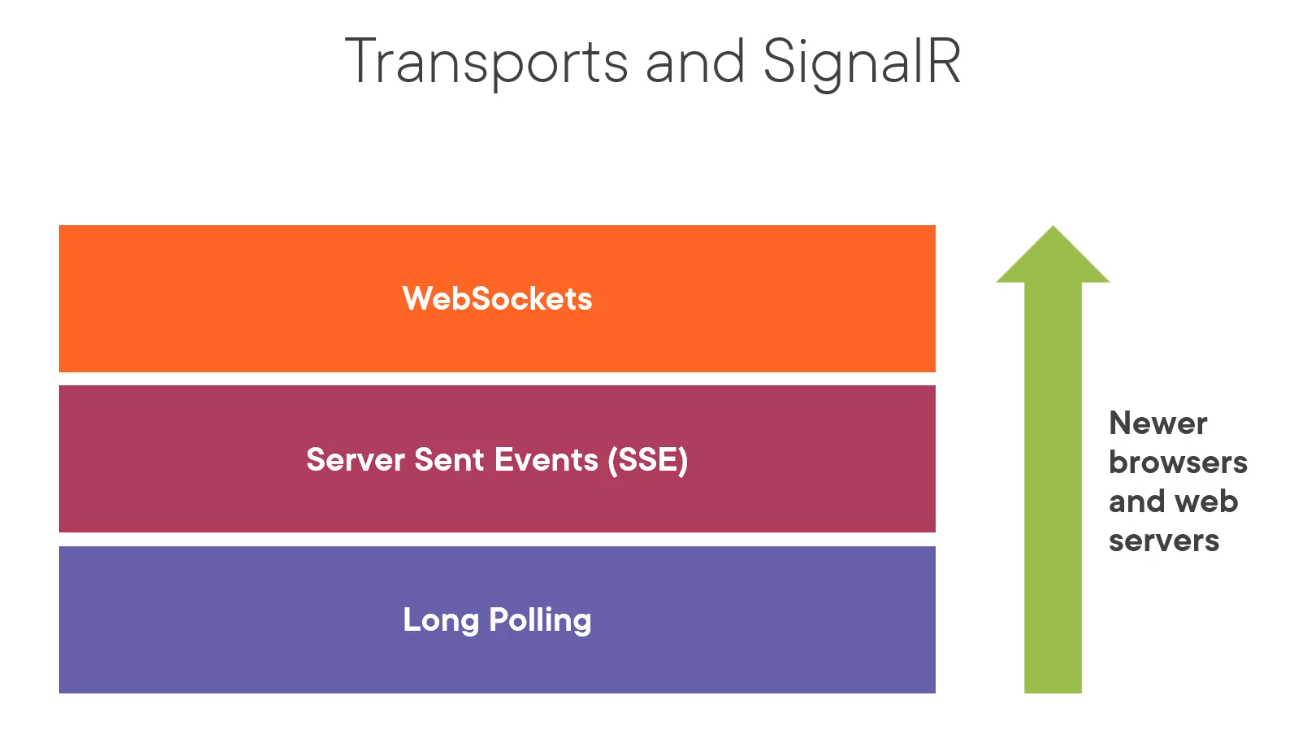 Transports and SignalR
WebSockets
Server Sent Events (SSE)
Long Polling
Newer
browsers
and web
servers